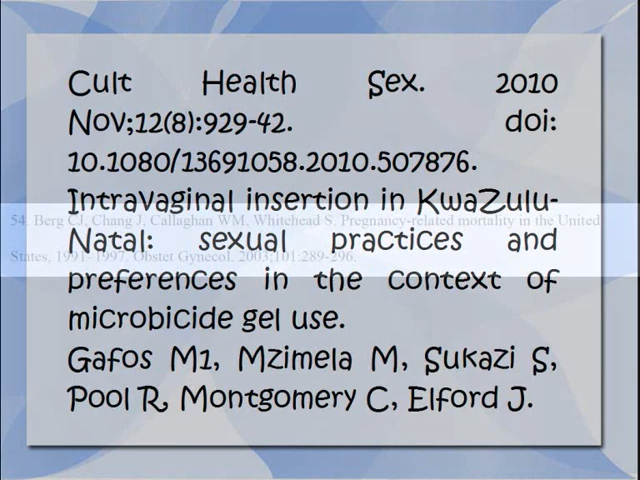 Cult Health Sex. 2010
Nov;12(8):929-42. doi:
10.1080/13691058.2010.507876.
Intravaginal insertion in KwaZulu-
54. Berg CJ, Chang J, Callaghan WM, Whitehead S. Pregnancy-related mortality in the United
Natal: sexual practices and
States, 1991–1997. Obstet Gynecol. 2003;101:289-296.
preferences in the context of
microbicide gel use.
Gafos M1, Mzimela M, Sukazi S,
Pool R, Montgomery C, Elford J.